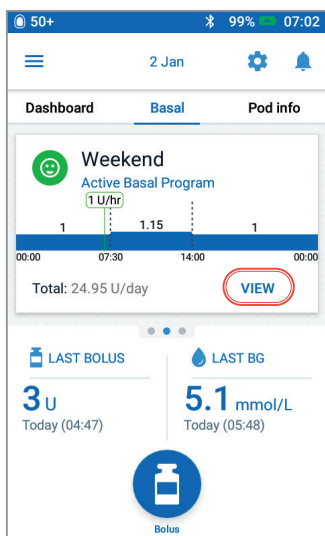 50+ 99% 07:02
2 Jan
Dashboard Basal Pod info
Weekend
Active Basal Program
1 U/hr
1 1.15 1
00:00 07:30 14:00 00:00
Total: 24.95 U/day VIEW
LAST BOLUS LAST BG
3 U 5.1 mmol/L
Today (04:47) Today (05:48)
Bolus